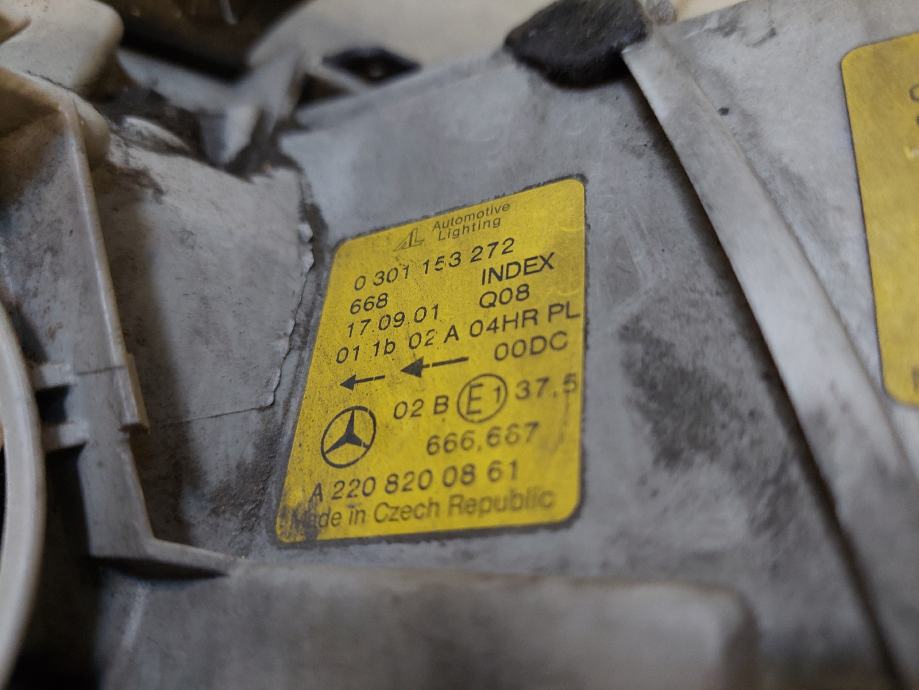 AL Automotive
Lighting
0 301 153 272
668 INDEX
17.09.01 Q08
01 1b 02 A 04HR PL
00DC
02 B E1 37,5
666,667
A 220 820 08 61
Made in Czech Republic